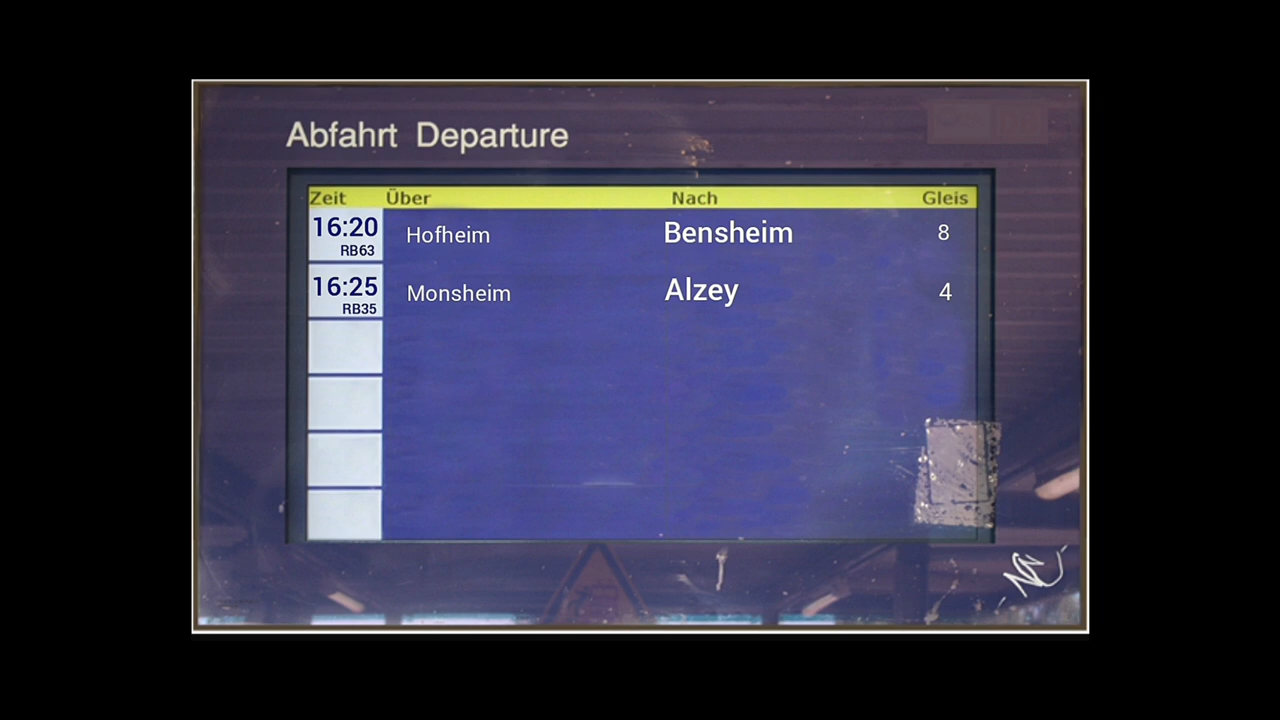 Abfahrt Departure
Zeit Über Nach Gleis
16:20 Hofheim Bensheim 8
RB63
16:25 Monsheim Alzey 4
RB35